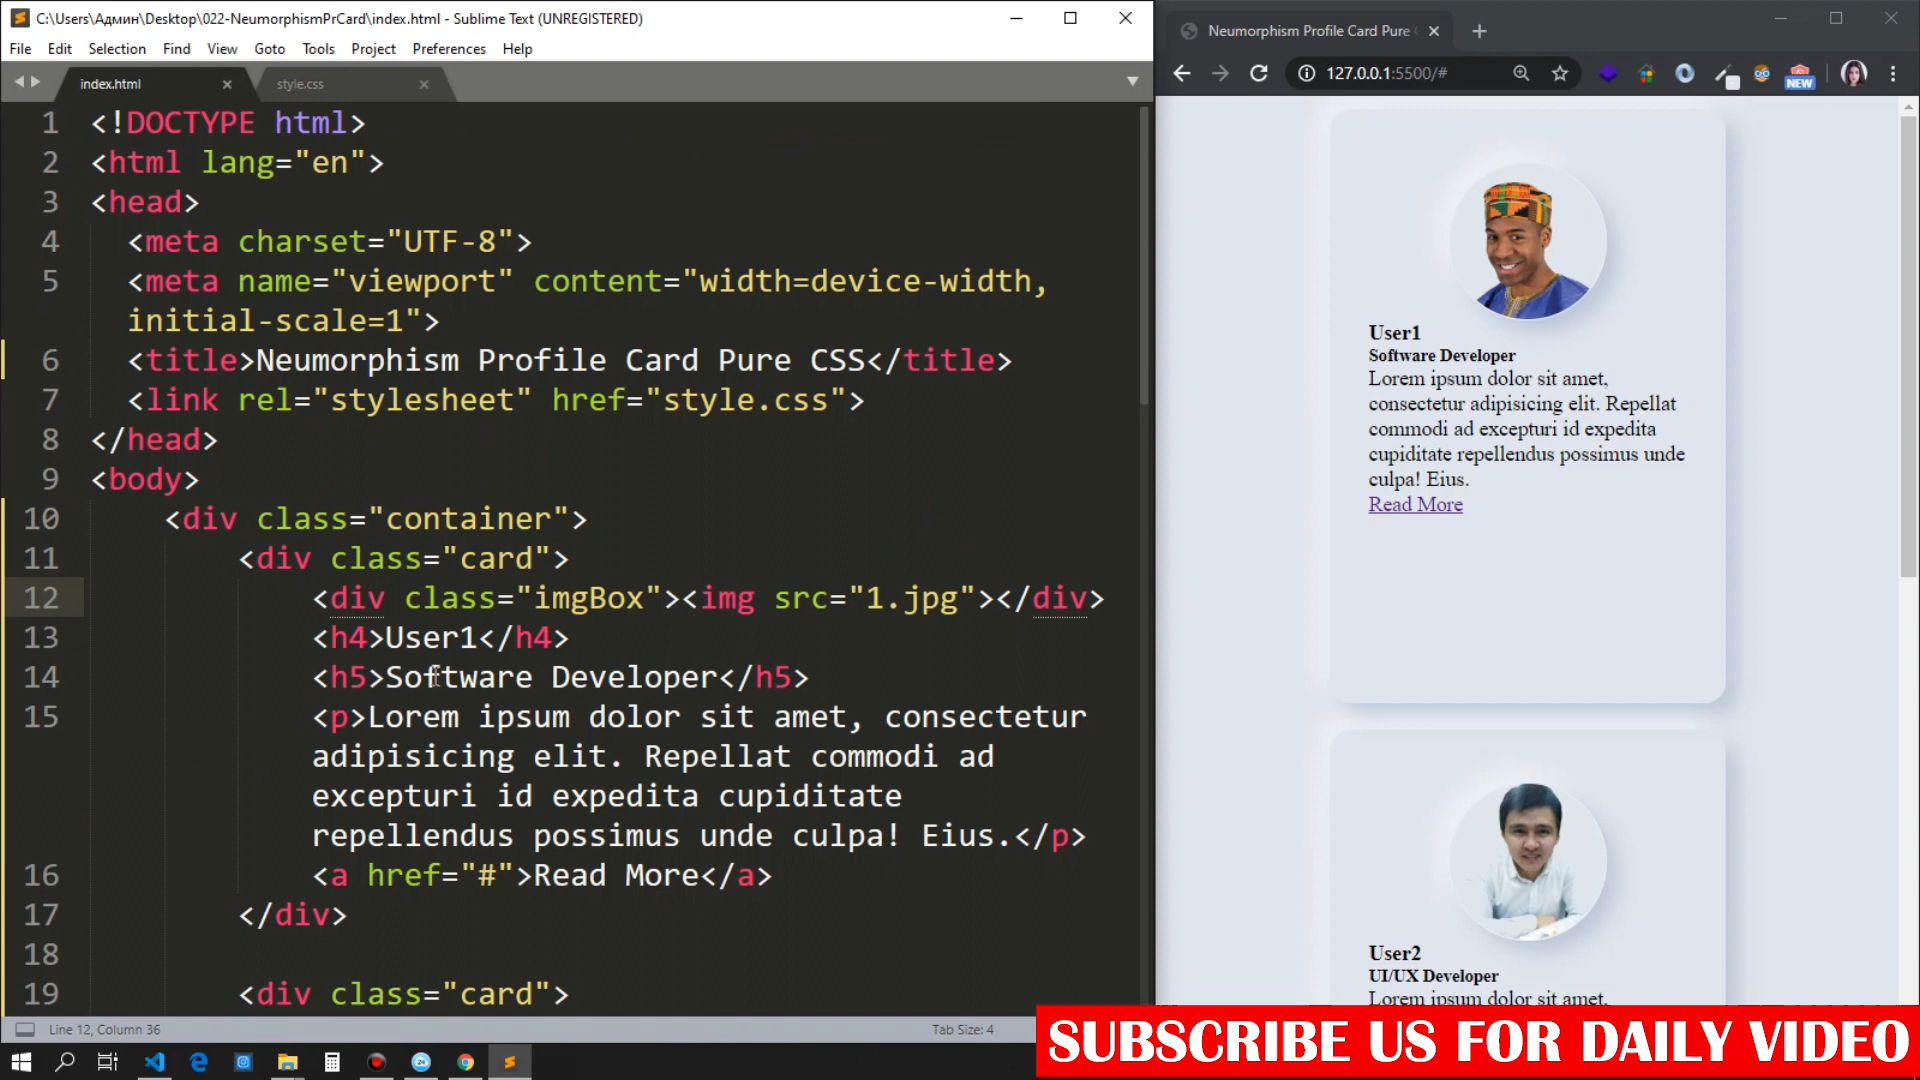 C:\Users\Админ\Desktop\022-NeumorphismPrCard\index.html - Sublime Text (UNREGISTERED)
File Edit Selection Find View Goto Tools Project Preferences Help
index.html
style.css
1 <!DOCTYPE html>
2 <html lang="en">
3 <head>
4 <meta charset="UTF-8">
5 <meta name="viewport" content="width=device-width,
initial-scale=1">
6 <title>Neumorphism Profile Card Pure CSS</title>
7 <link rel="stylesheet" href="style.css">
8 </head>
9 <body>
10 <div class="container">
11 <div class="card">
12 <div class="imgBox"><img src="1.jpg"></div>
13 <h4>User1</h4>
14 <h5>Software Developer</h5>
15 <p>Lorem ipsum dolor sit amet, consectetur
adipisicing elit. Repellat commodi ad
excepturi id expedita cupiditate
repellendus possimus unde culpa! Eius.</p>
16 <a href="#">Read More</a>
17 </div>
18
19 <div class="card">
Line 12, Column 36
Tab Size: 4
Neumorphism Profile Card Pure
127.0.0.1:5500/#
NEW
User1
Software Developer
Lorem ipsum dolor sit amet,
consectetur adipisicing elit. Repellat
commodi ad excepturi id expedita
cupiditate repellendus possimus unde
culpa! Eius.
Read More
User2
UI/UX Developer
Lorem ipsum dolor sit amet,
SUBSCRIBE US FOR DAILY VIDEO